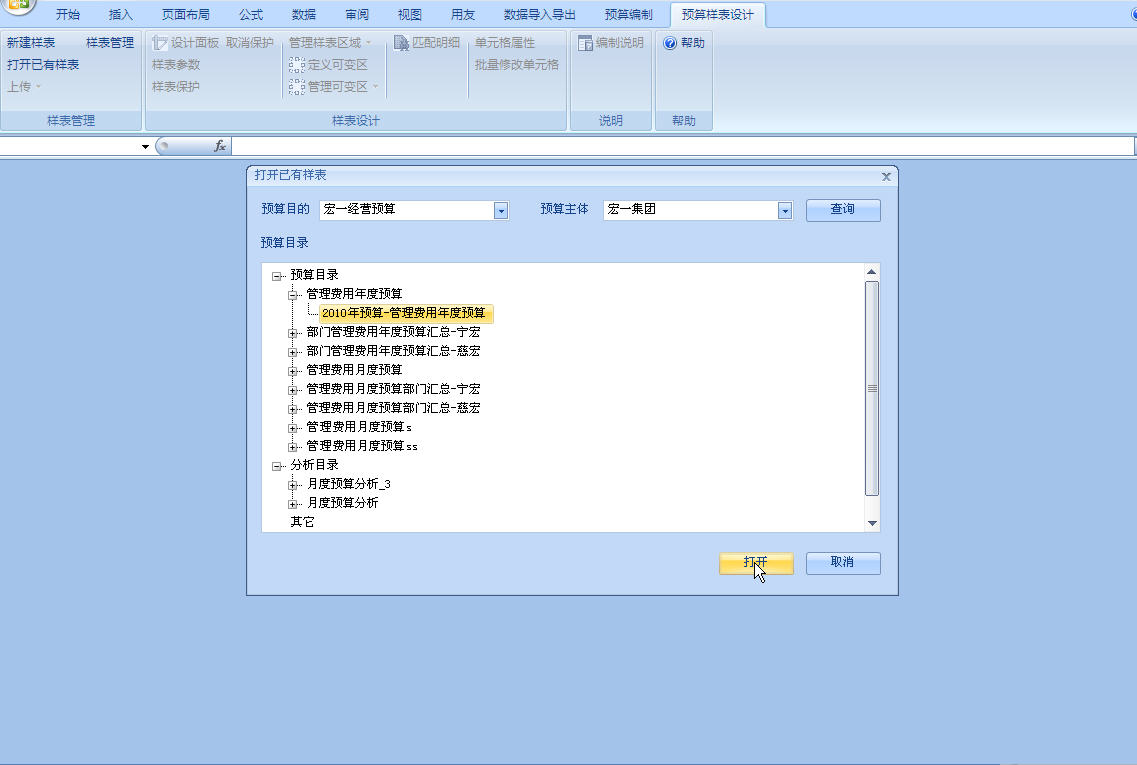 开始 插入 页面布局 公式 数据 审阅 视图 用友 数据导入导出 预算编制 预算样表设计
新建样表 样表管理 设计面板 取消保护 管理样表区域 匹配明细 单元格属性 编制说明 帮助
打开已有样表 样表参数 定义可变区 批量修改单元格
上传 样表保护 管理可变区
样表管理 样表设计 说明 帮助
fx
打开已有样表
预算目的 宏一经营预算 预算主体 宏一集团 查询
预算目录
预算目录
管理费用年度预算
2010年预算-管理费用年度预算
部门管理费用年度预算汇总-宁宏
部门管理费用年度预算汇总-慈宏
管理费用月度预算
管理费用月度预算部门汇总-宁宏
管理费用月度预算部门汇总-慈宏
管理费用月度预算s
管理费用月度预算ss
分析目录
月度预算分析_3
月度预算分析
其它
打开 取消